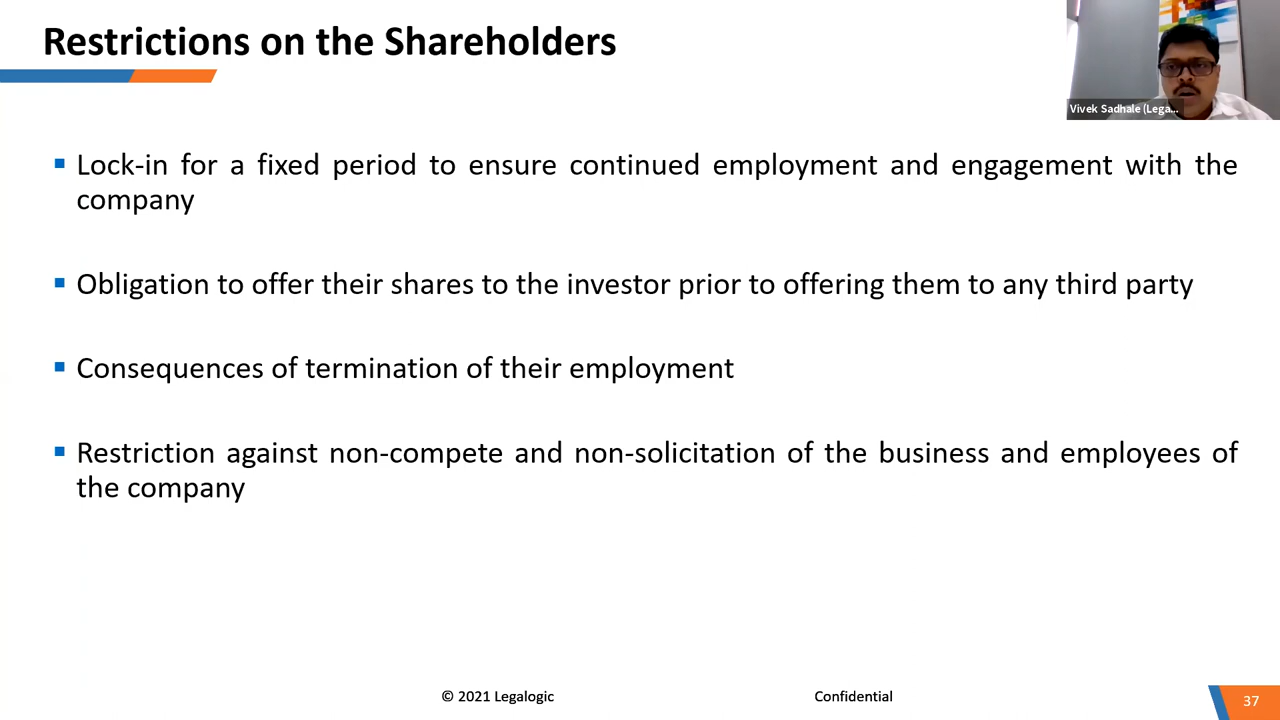 Restrictions on the Shareholders
Vivek Sadhale (Lega...
▪ Lock-in for a fixed period to ensure continued employment and engagement with the
company
▪ Obligation to offer their shares to the investor prior to offering them to any third party
▪ Consequences of termination of their employment
▪ Restriction against non-compete and non-solicitation of the business and employees of
the company
© 2021 Legalogic
Confidential
37